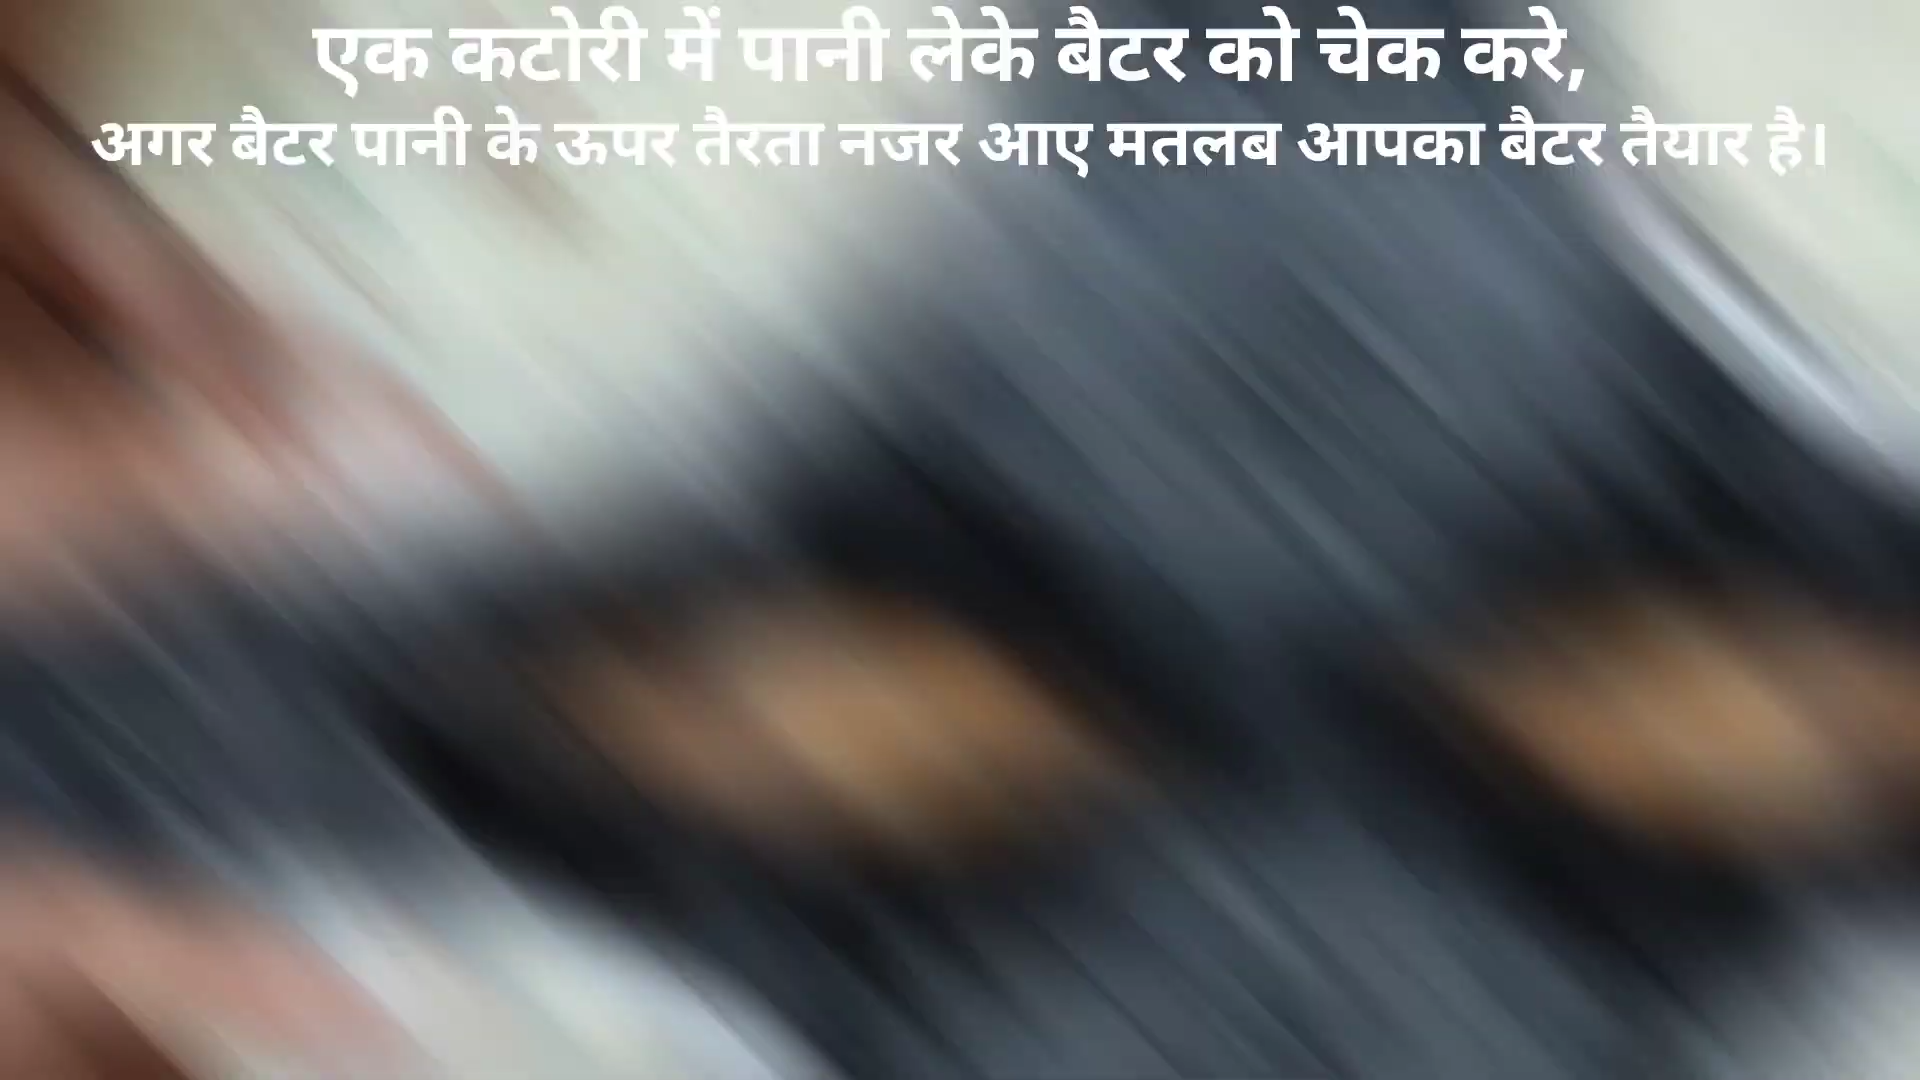 एक कटोरी में पानी लेके बैटर को चेक करे,
अगर बैटर पानी के ऊपर तैरता नजर आए मतलब आपका बैटर तैयार है।